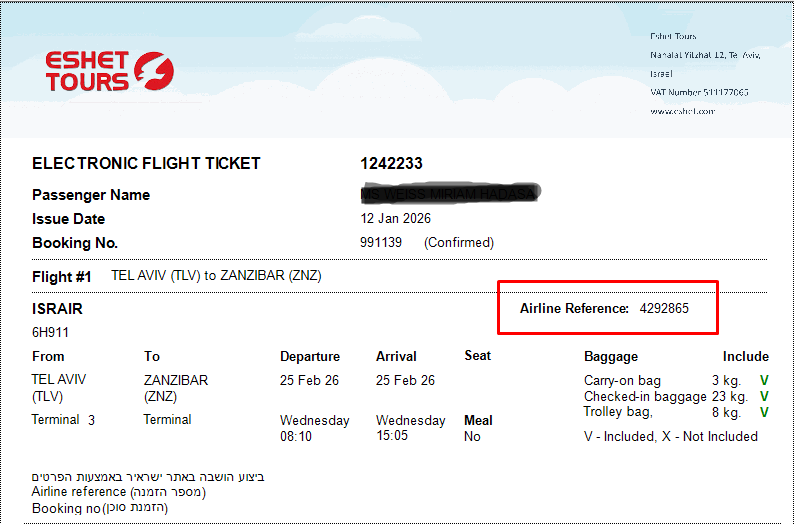 ESHET
TOURS
Eshet Tours
Nahalat Yitzhat 12, Tel Aviv,
Israel
VAT Number 511177065
www.eshet.com
ELECTRONIC FLIGHT TICKET 1242233
Passenger Name
Issue Date 12 Jan 2026
Booking No. 991139 (Confirmed)
Flight #1 TEL AVIV (TLV) to ZANZIBAR (ZNZ)
ISRAIR Airline Reference: 4292865
6H911
From To Departure Arrival Seat Baggage Include
TEL AVIV ZANZIBAR 25 Feb 26 25 Feb 26 Carry-on bag 3 kg. V
(TLV) (ZNZ) Checked-in baggage 23 kg. V
Trolley bag, 8 kg. V
Terminal 3 Terminal Wednesday Wednesday Meal
08:10 15:05 No V - Included, X - Not Included
ביצוע הושבה באתר ישראייר באמצעות הפרטים
Airline reference (מספר הזמנה)
Booking no (הזמנת סוכן)